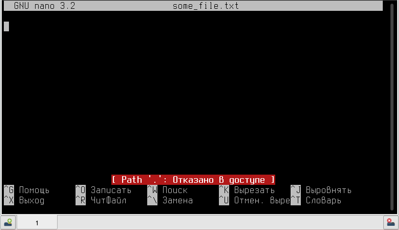 GNU nano 3.2 some_file.txt
[ Path '.': Отказано в доступе ]
^G Помощь ^O Записать ^W Поиск ^K Вырезать ^J Выровнять
^X Выход ^R ЧитФайл ^\ Замена ^U Отмен. Выре ^T Словарь
1